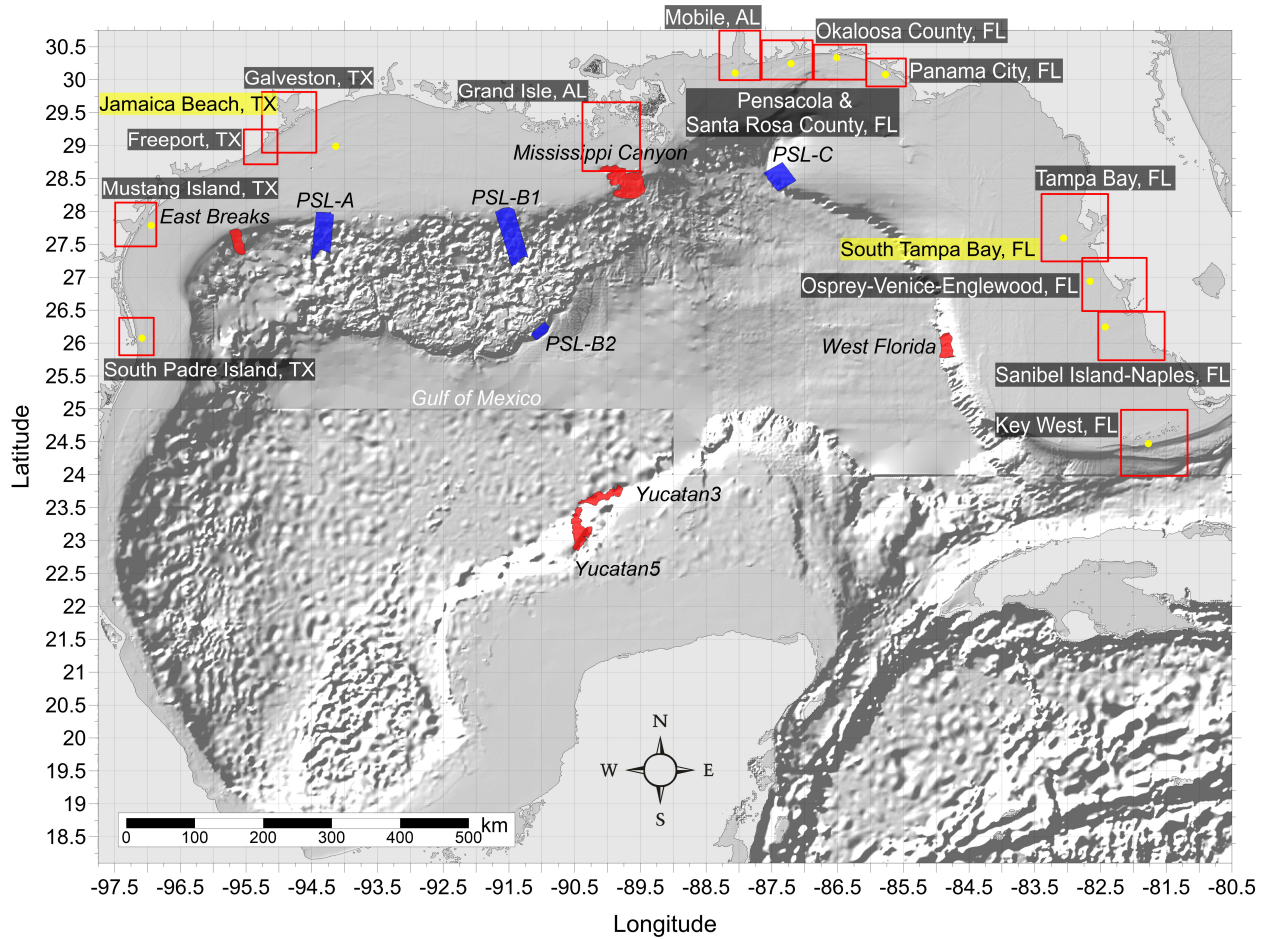 Mobile, AL
Okaloosa County, FL
Panama City, FL
Galveston, TX
Grand Isle, AL
Jamaica Beach, TX
Pensacola &
Santa Rosa County, FL
Freeport, TX
Mississippi Canyon
PSL-C
Mustang Island, TX
Tampa Bay, FL
East Breaks
PSL-A
PSL-B1
South Tampa Bay, FL
Osprey-Venice-Englewood, FL
PSL-B2
West Florida
South Padre Island, TX
Sanibel Island-Naples, FL
Gulf of Mexico
Key West, FL
Yucatan3
Yucatan5
N
W
E
S
0
100
200
300
400
500
km
30.5
30
29.5
29
28.5
28
27.5
27
26.5
26
25.5
25
24.5
24
23.5
23
22.5
22
21.5
21
20.5
20
19.5
19
18.5
Latitude
-97.5
-96.5
-95.5
-94.5
-93.5
-92.5
-91.5
-90.5
-89.5
-88.5
-87.5
-86.5
-85.5
-84.5
-83.5
-82.5
-81.5
-80.5
Longitude